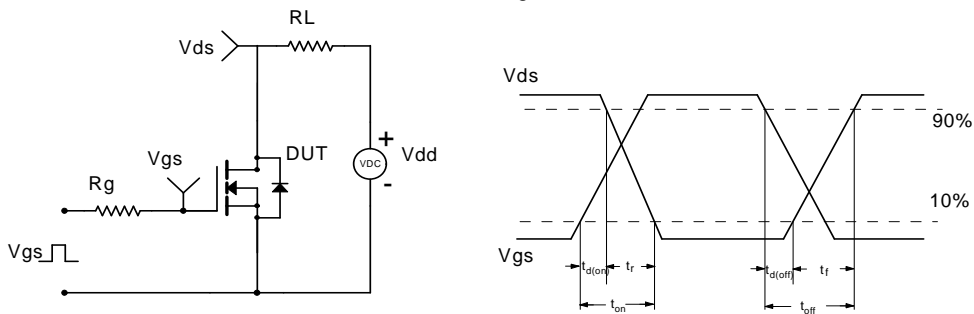 RL
Vds
DUT
Vgs
Rg
VDC
+
-
Vdd
Vgs
Vds
90%
10%
Vgs
td(on)
tr
td(off)
tf
ton
toff